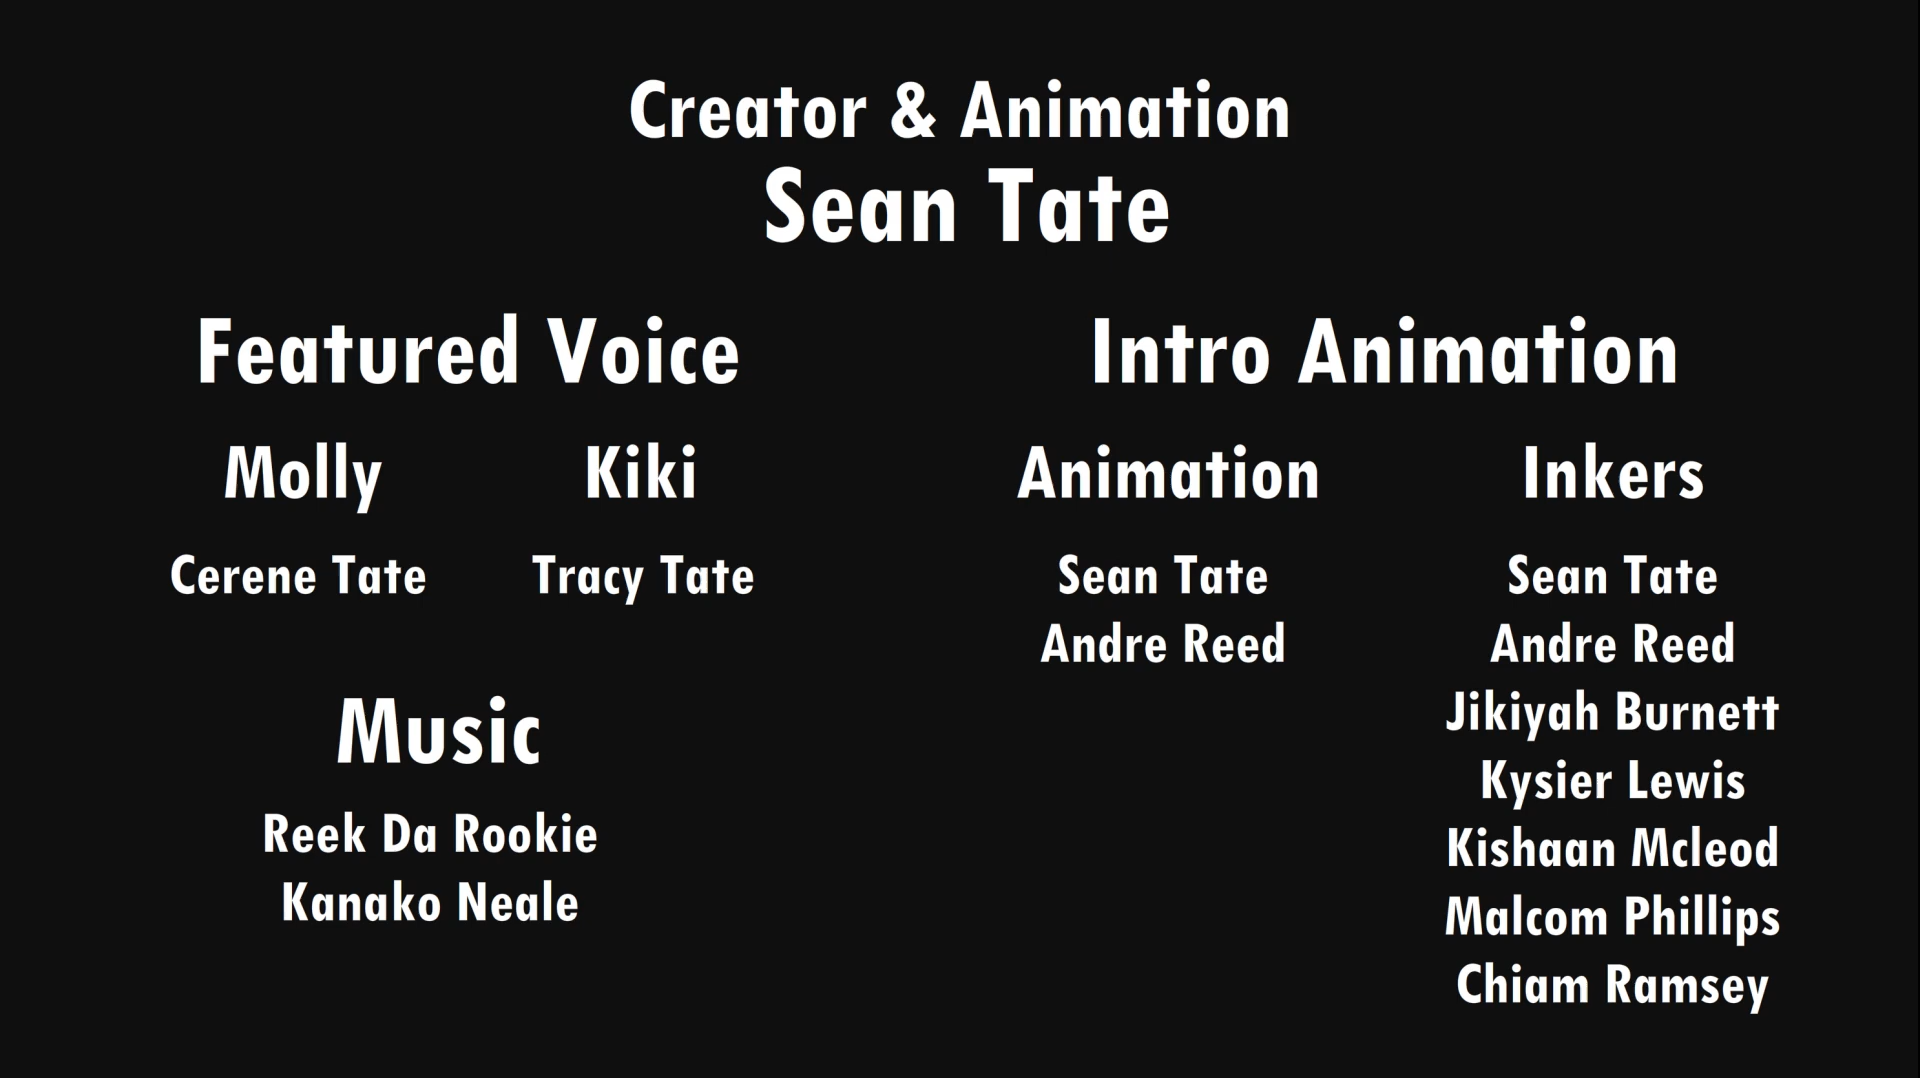 Creator & Animation
Sean Tate
Featured Voice
Molly
Kiki
Cerene Tate
Tracy Tate
Music
Reek Da Rookie
Kanako Neale
Intro Animation
Animation
Sean Tate
Andre Reed
Inkers
Sean Tate
Andre Reed
Jikiyah Burnett
Kysier Lewis
Kishaan Mcleod
Malcom Phillips
Chiam Ramsey